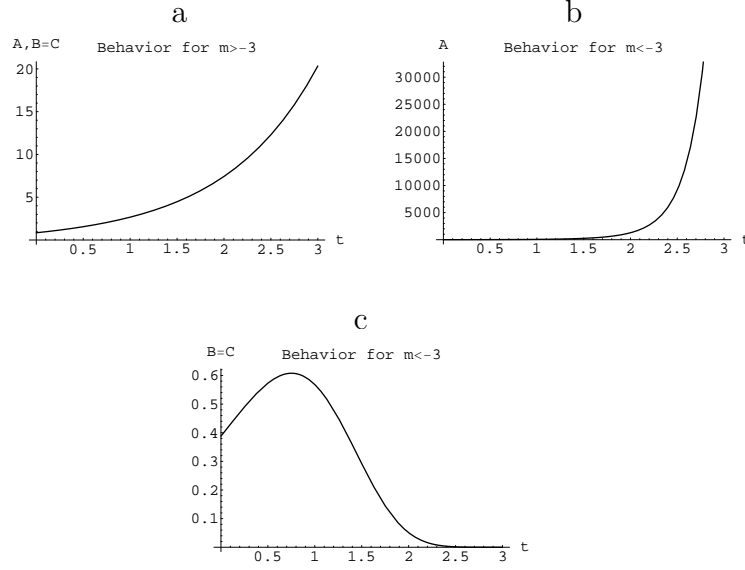 a
A,B=C Behavior for m>-3
20
15
10
5
0.5 1 1.5 2 2.5 3 t
b
A Behavior for m<-3
30000
25000
20000
15000
10000
5000
0.5 1 1.5 2 2.5 3 t
c
B=C Behavior for m<-3
0.6
0.5
0.4
0.3
0.2
0.1
0.5 1 1.5 2 2.5 3 t